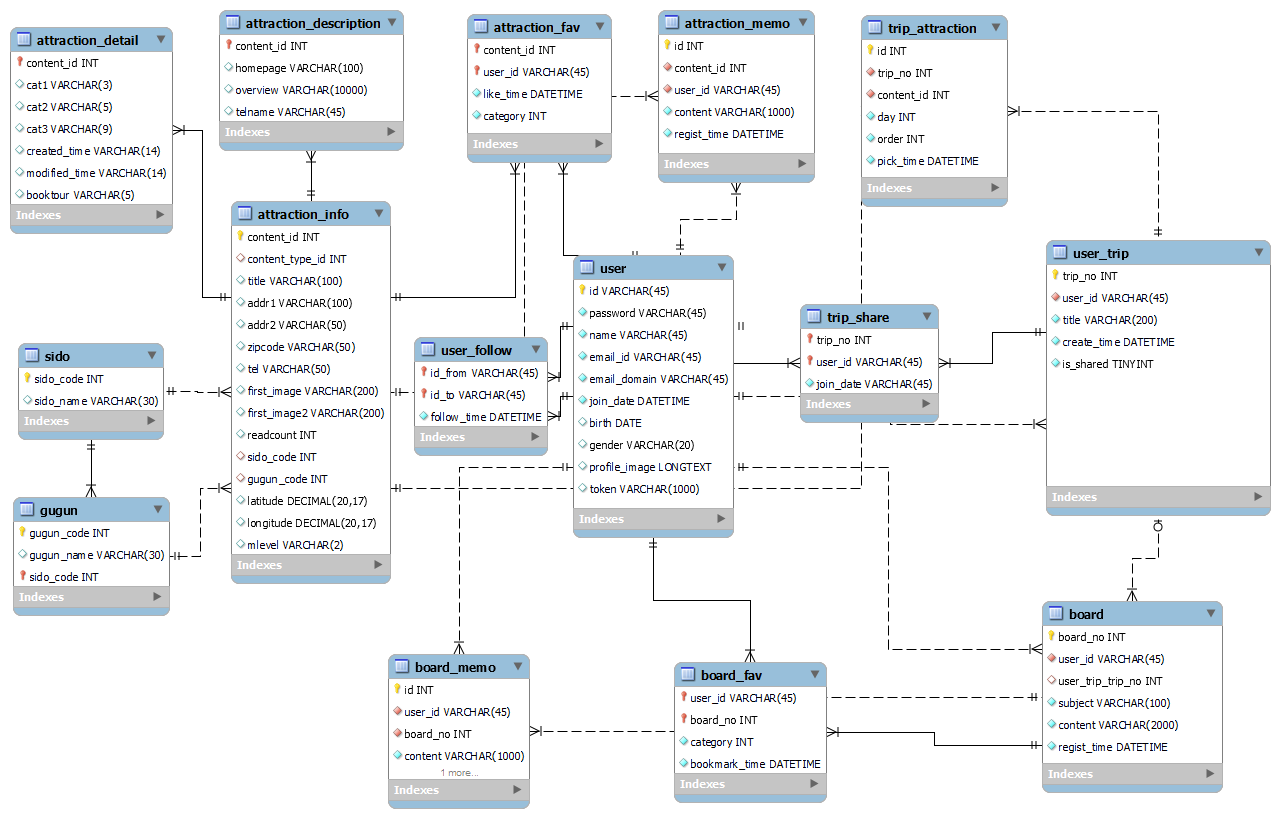 attraction_detail
content_id INT
cat1 VARCHAR(3)
cat2 VARCHAR(5)
cat3 VARCHAR(9)
created_time VARCHAR(14)
modified_time VARCHAR(14)
booktour VARCHAR(5)
Indexes
attraction_description
content_id INT
homepage VARCHAR(100)
overview VARCHAR(10000)
telname VARCHAR(45)
Indexes
attraction_fav
content_id INT
user_id VARCHAR(45)
like_time DATETIME
category INT
Indexes
attraction_memo
id INT
content_id INT
user_id VARCHAR(45)
content VARCHAR(1000)
regist_time DATETIME
Indexes
trip_attraction
id INT
trip_no INT
content_id INT
day INT
order INT
pick_time DATETIME
Indexes
attraction_info
content_id INT
content_type_id INT
title VARCHAR(100)
addr1 VARCHAR(100)
addr2 VARCHAR(50)
zipcode VARCHAR(50)
tel VARCHAR(50)
first_image VARCHAR(200)
first_image2 VARCHAR(200)
readcount INT
sido_code INT
gugun_code INT
latitude DECIMAL(20,17)
longitude DECIMAL(20,17)
mlevel VARCHAR(2)
Indexes
user
id VARCHAR(45)
password VARCHAR(45)
name VARCHAR(45)
email_id VARCHAR(45)
email_domain VARCHAR(45)
join_date DATETIME
birth DATE
gender VARCHAR(20)
profile_image LONGTEXT
token VARCHAR(1000)
Indexes
user_trip
trip_no INT
user_id VARCHAR(45)
title VARCHAR(200)
create_time DATETIME
is_shared TINYINT
Indexes
trip_share
trip_no INT
user_id VARCHAR(45)
join_date VARCHAR(45)
Indexes
user_follow
id_from VARCHAR(45)
id_to VARCHAR(45)
follow_time DATETIME
Indexes
sido
sido_code INT
sido_name VARCHAR(30)
Indexes
gugun
gugun_code INT
gugun_name VARCHAR(30)
sido_code INT
Indexes
board_memo
id INT
user_id VARCHAR(45)
board_no INT
content VARCHAR(1000)
1 more...
Indexes
board_fav
user_id VARCHAR(45)
board_no INT
category INT
bookmark_time DATETIME
Indexes
board
board_no INT
user_id VARCHAR(45)
user_trip_trip_no INT
subject VARCHAR(100)
content VARCHAR(2000)
regist_time DATETIME
Indexes